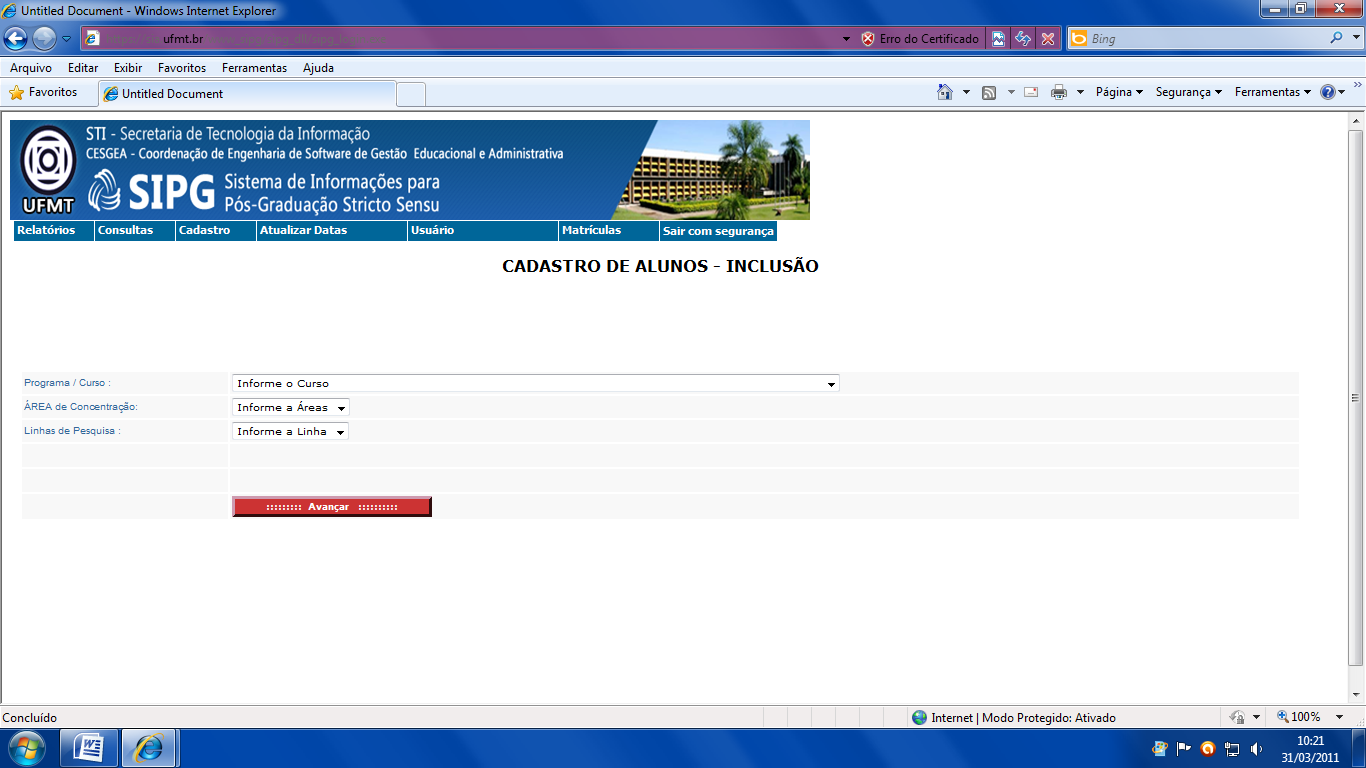 Untitled Document - Windows Internet Explorer
ufmt.br
Erro do Certificado
Bing
Arquivo Editar Exibir Favoritos Ferramentas Ajuda
Favoritos
Untitled Document
Página Segurança Ferramentas
STI - Secretaria de Tecnologia da Informação
CESGEA - Coordenação de Engenharia de Software de Gestão Educacional e Administrativa
UFMT
SIPG
Sistema de Informações para
Pós-Graduação Stricto Sensu
Relatórios Consultas Cadastro Atualizar Datas Usuário Matrículas Sair com segurança
CADASTRO DE ALUNOS - INCLUSÃO
Programa / Curso : Informe o Curso
ÁREA de Concentração: Informe a Áreas
Linhas de Pesquisa : Informe a Linha
::::::::: Avançar ::::::::::
Concluído
Internet | Modo Protegido: Ativado
100%
10:21
31/03/2011